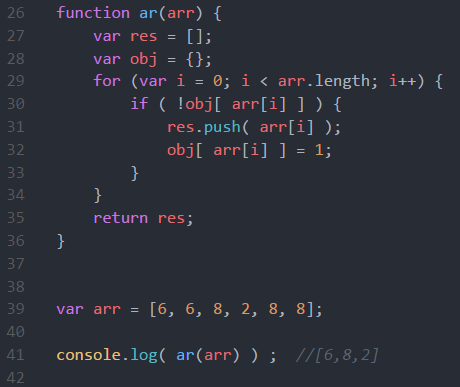 26 function ar(arr) {
27     var res = [];
28     var obj = {};
29     for (var i = 0; i < arr.length; i++) {
30         if ( !obj[ arr[i] ] ) {
31             res.push( arr[i] );
32             obj[ arr[i] ] = 1;
33         }
34     }
35     return res;
36 }
37
38
39 var arr = [6, 6, 8, 2, 8, 8];
40
41 console.log( ar(arr) ) ;  //[6,8,2]
42